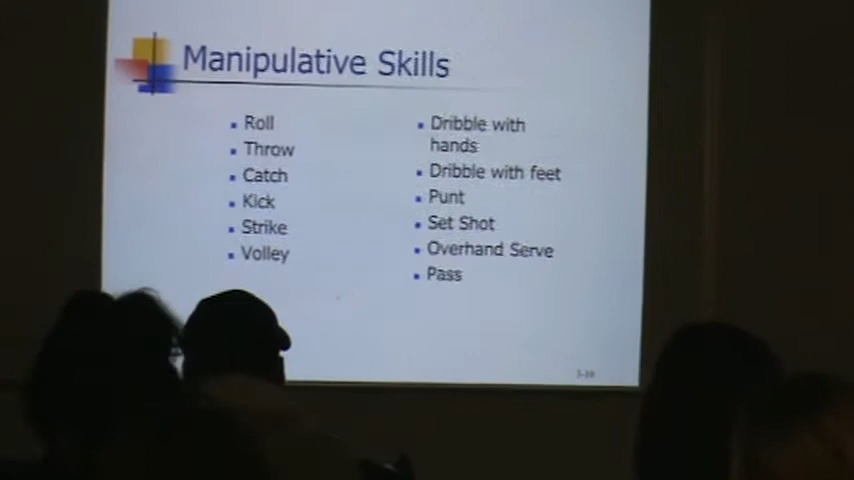 Manipulative Skills
Roll
Throw
Catch
Kick
Strike
Volley
Dribble with
hands
Dribble with feet
Punt
Set Shot
Overhand Serve
Pass